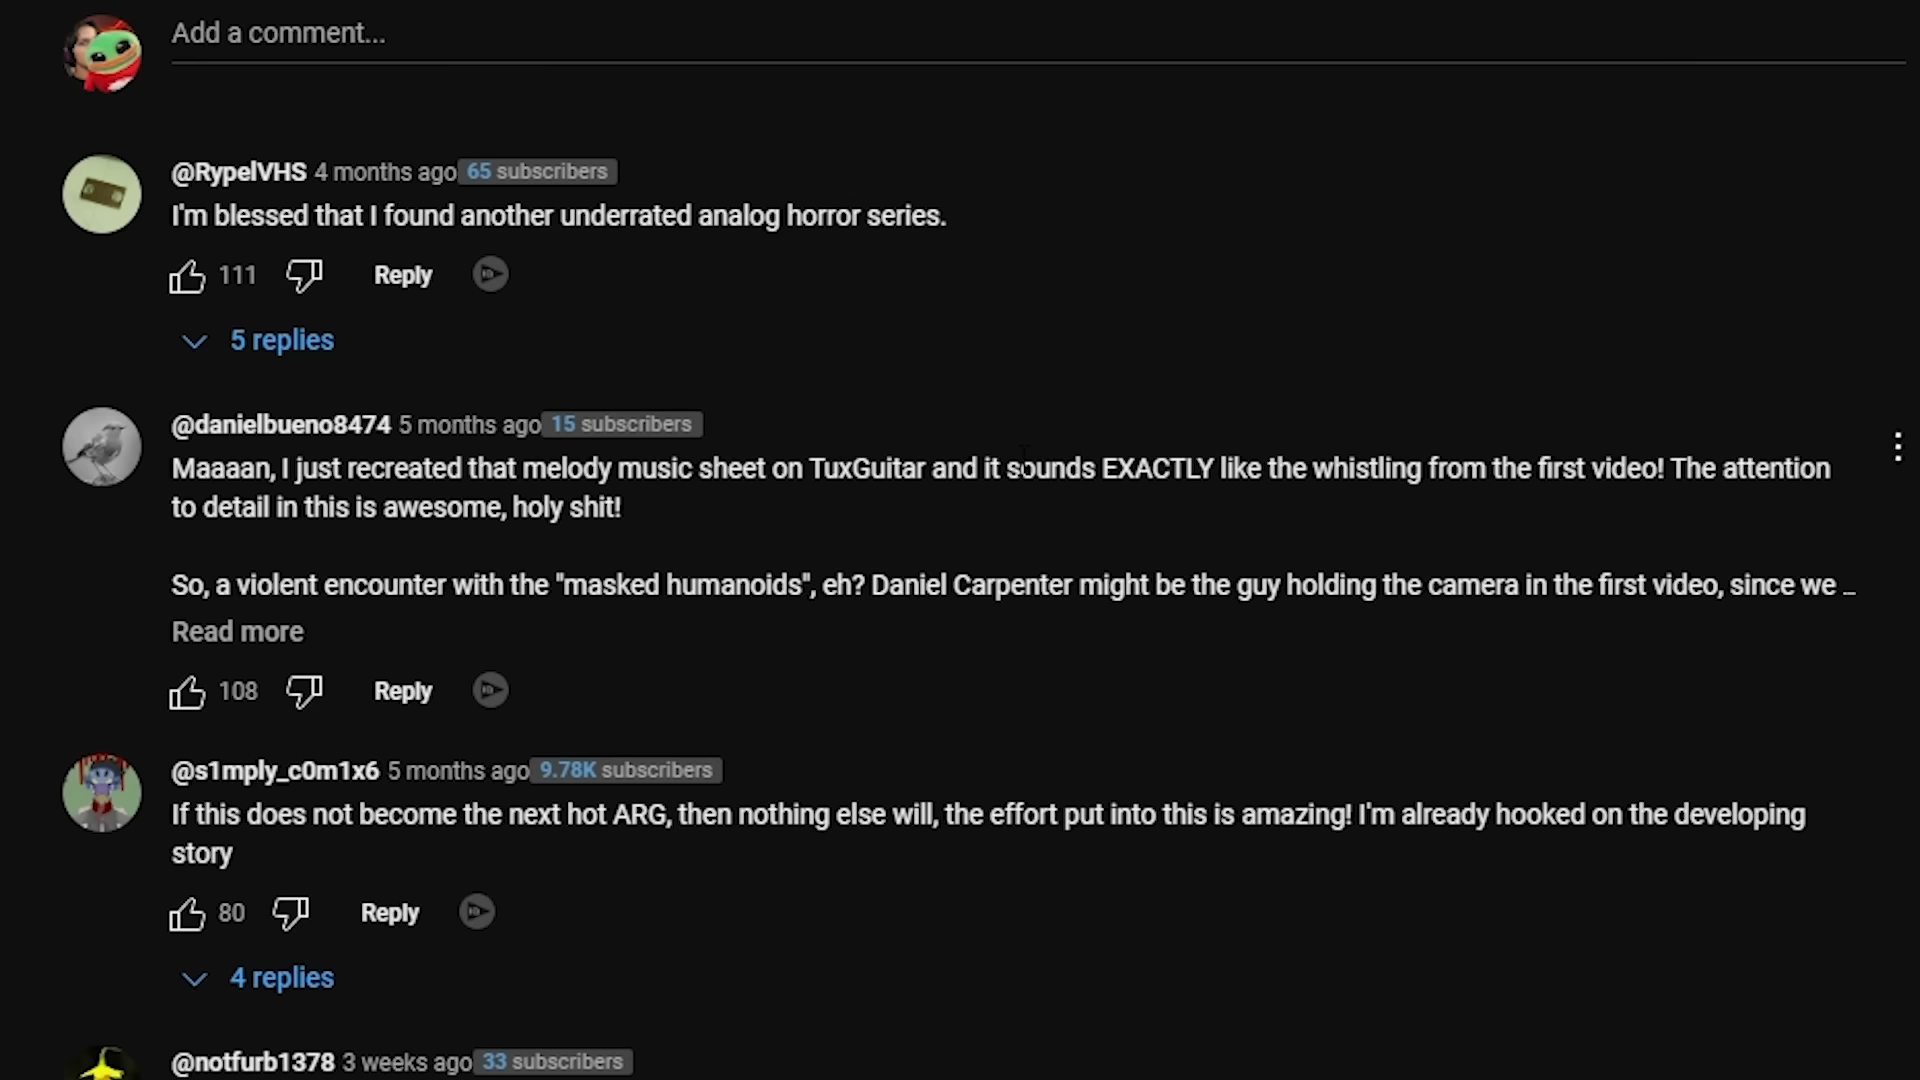 Add a comment...
@RypelVHS 4 months ago 65 subscribers
I'm blessed that I found another underrated analog horror series.
111 Reply
5 replies
@danielbueno8474 5 months ago 15 subscribers
Maaaan, I just recreated that melody music sheet on TuxGuitar and it sounds EXACTLY like the whistling from the first video! The attention
to detail in this is awesome, holy shit!
So, a violent encounter with the "masked humanoids", eh? Daniel Carpenter might be the guy holding the camera in the first video, since we ...
Read more
108 Reply
@s1mply_c0m1x6 5 months ago 9.78K subscribers
If this does not become the next hot ARG, then nothing else will, the effort put into this is amazing! I'm already hooked on the developing
story
80 Reply
4 replies
@notfurb1378 3 weeks ago 33 subscribers